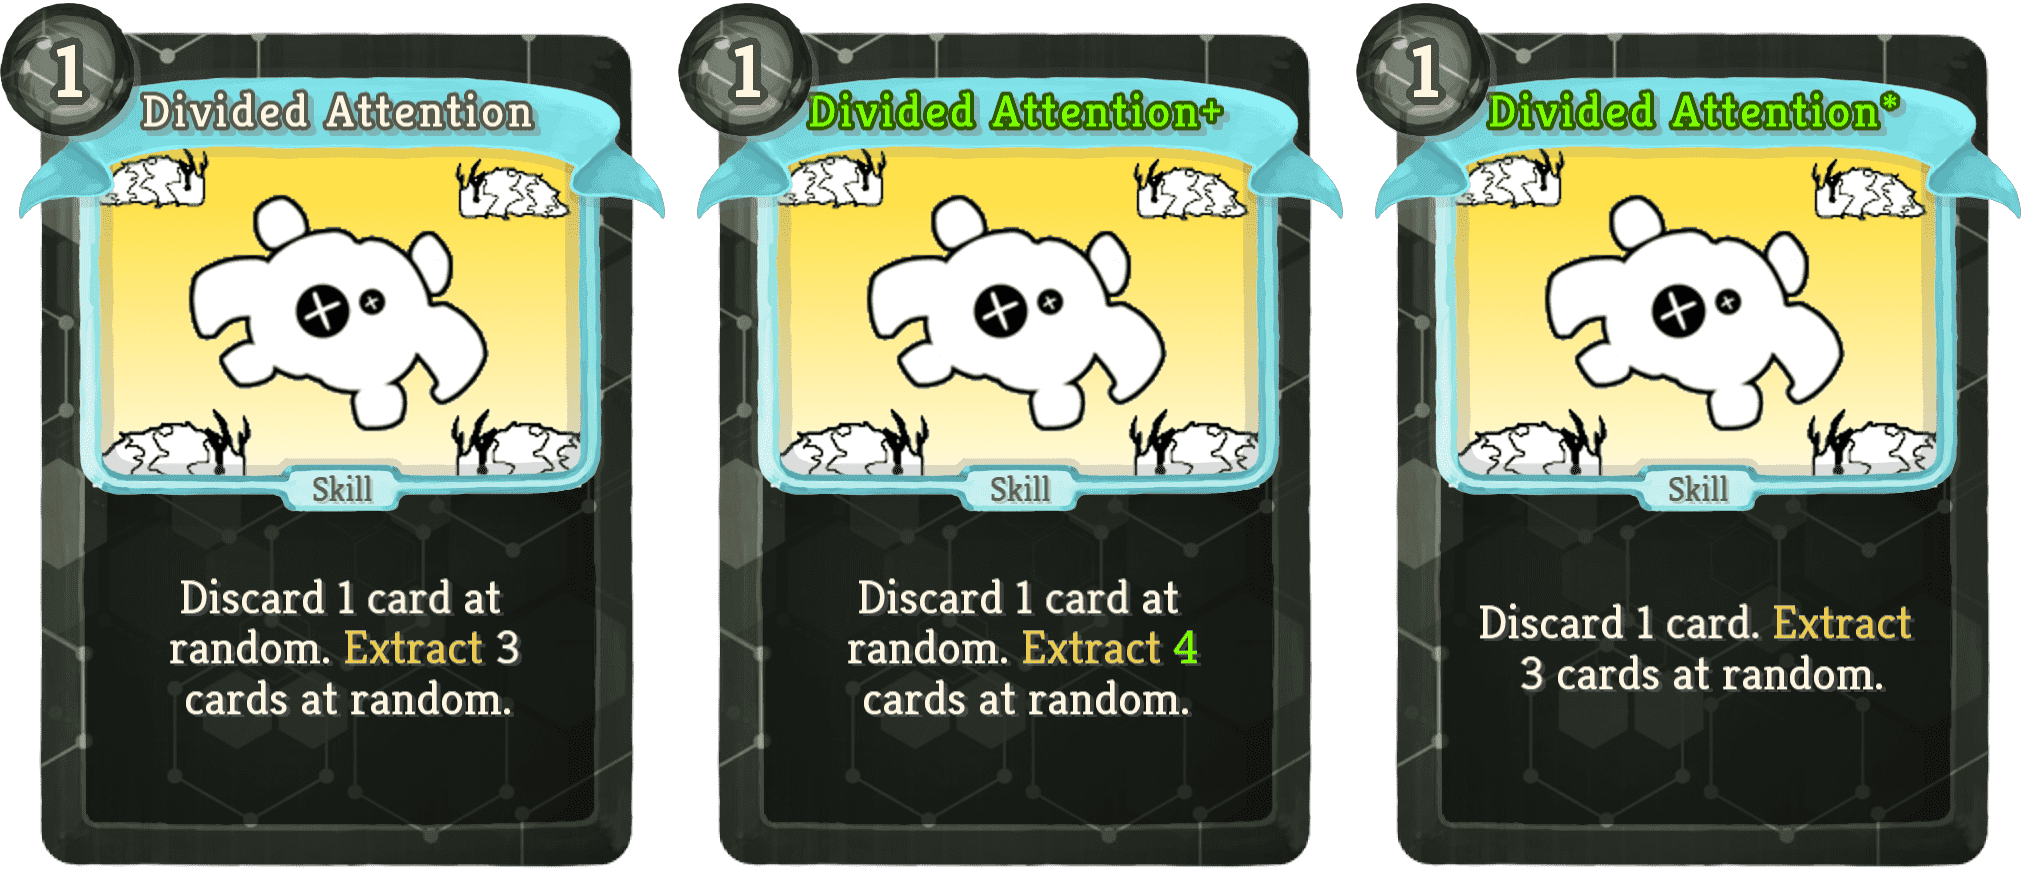 1
Divided Attention
Skill
Discard 1 card at
random. Extract 3
cards at random.
1
Divided Attention+
Skill
Discard 1 card at
random. Extract 4
cards at random.
1
Divided Attention*
Skill
Discard 1 card. Extract
3 cards at random.